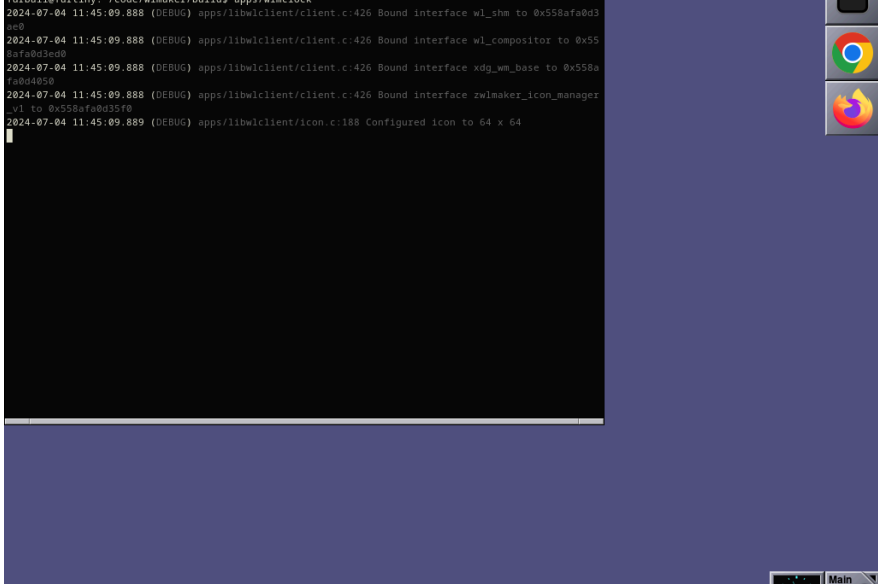 2024-07-04 11:45:09.888 (DEBUG) apps/libwlclient/client.c:426 Bound interface wl_shm to 0x558afa0d3
ae0
2024-07-04 11:45:09.888 (DEBUG) apps/libwlclient/client.c:426 Bound interface wl_compositor to 0x55
8afa0d3ed0
2024-07-04 11:45:09.888 (DEBUG) apps/libwlclient/client.c:426 Bound interface xdg_wm_base to 0x558a
fa0d4050
2024-07-04 11:45:09.888 (DEBUG) apps/libwlclient/client.c:426 Bound interface zwlmaker_icon_manager
_v1 to 0x558afa0d35f0
2024-07-04 11:45:09.889 (DEBUG) apps/libwlclient/icon.c:188 Configured icon to 64 x 64
Main